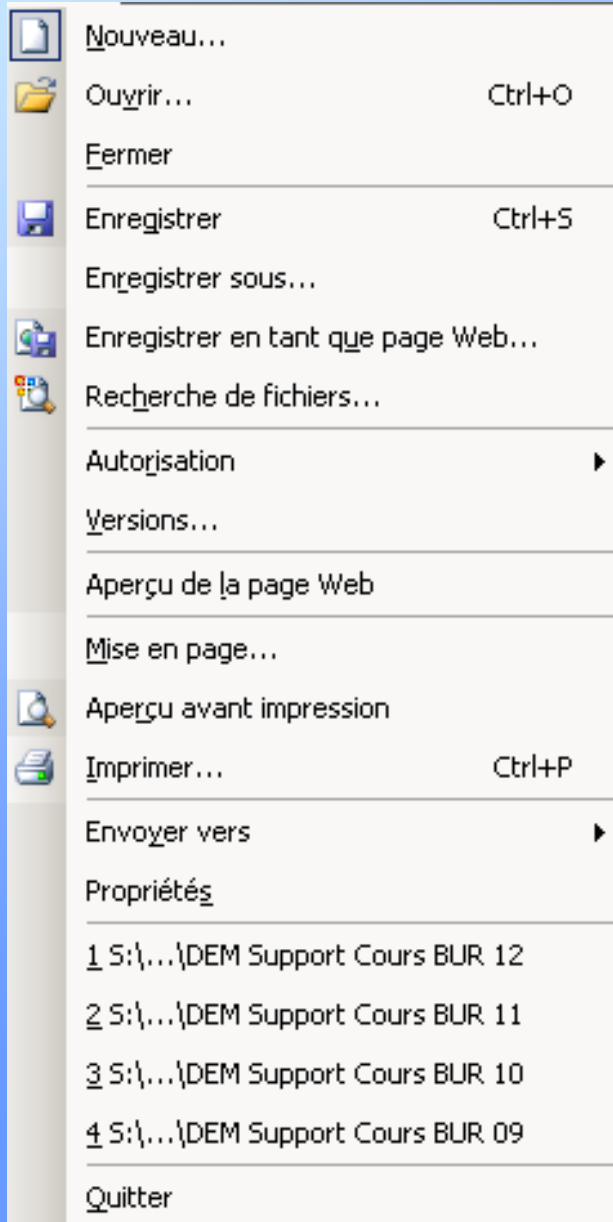 Nouveau...
Ouvrir... Ctrl+O
Fermer
Enregistrer Ctrl+S
Enregistrer sous...
Enregistrer en tant que page Web...
Recherche de fichiers...
Autorisation
Versions...
Aperçu de la page Web
Mise en page...
Aperçu avant impression
Imprimer... Ctrl+P
Envoyer vers
Propriétés
1 S:\...\DEM Support Cours BUR 12
2 S:\...\DEM Support Cours BUR 11
3 S:\...\DEM Support Cours BUR 10
4 S:\...\DEM Support Cours BUR 09
Quitter